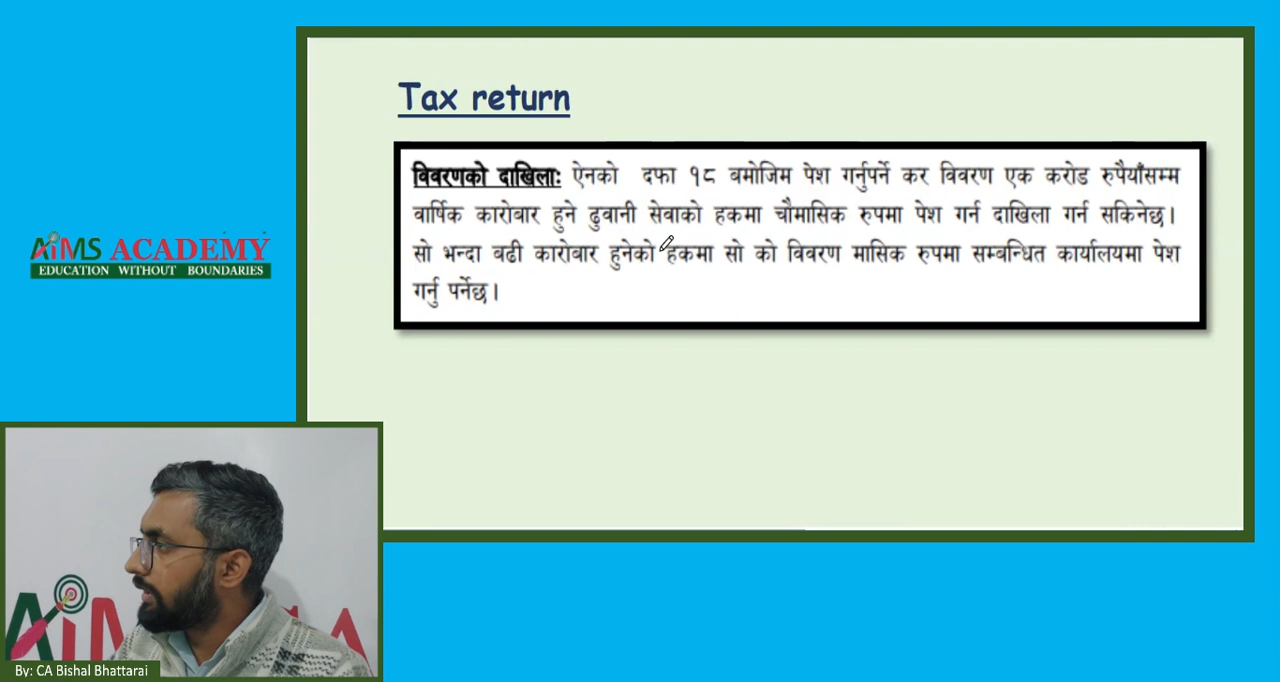 Tax return
विवरणको दाखिलाः ऐनको दफा १८ बमोजिम पेश गर्नुपर्ने कर विवरण एक करोड रुपैयाँसम्म
वार्षिक कारोबार हुने ढुवानी सेवाको हकमा चौमासिक रुपमा पेश गर्न दाखिला गर्न सकिनेछ।
सो भन्दा बढी कारोबार हुनेको हकमा सो को विवरण मासिक रुपमा सम्बन्धित कार्यालयमा पेश
गर्नु पर्नेछ।
AiMS ACADEMY
EDUCATION WITHOUT BOUNDARIES
By: CA Bishal Bhattarai